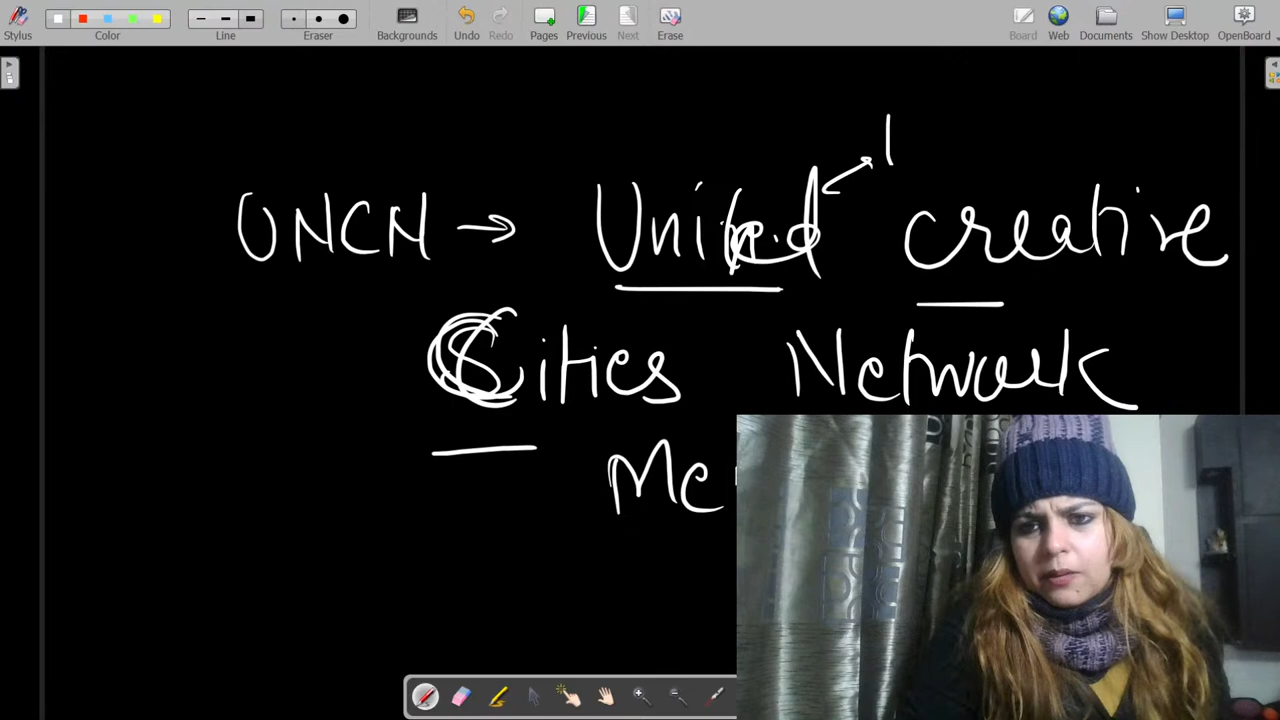 Stylus Color Line Eraser Backgrounds Undo Redo Pages Previous Next Erase Board Web Documents Show Desktop OpenBoard
1
UNCN → United creative
Cities Network
Me